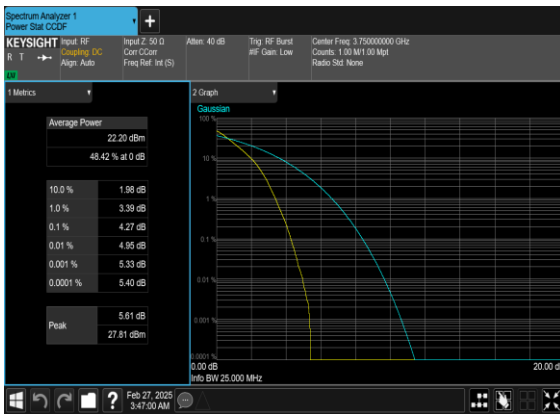 Spectrum Analyzer 1
Power Stat CCDF
KEYSIGHT
R T
LV
Input: RF
Coupling: DC
Align: Auto
Input Z: 50 Ω
Corr CCorr
Freq Ref: Int (S)
Atten: 40 dB
Trig: RF Burst
#IF Gain: Low
Center Freq: 3.750000000 GHz
Counts: 1.00 M/1.00 Mpt
Radio Std: None
1 Metrics
Average Power
22.20 dBm
48.42 % at 0 dB
10.0 % 1.98 dB
1.0 % 3.39 dB
0.1 % 4.27 dB
0.01 % 4.95 dB
0.001 % 5.33 dB
0.0001 % 5.40 dB
Peak
5.61 dB
27.81 dBm
2 Graph
Gaussian
100 %
10 %
1 %
0.1 %
0.01 %
0.001 %
0.0001 %
0.00 dB
20.00 d
Info BW 25.000 MHz
?
Feb 27, 2025
3:47:00 AM